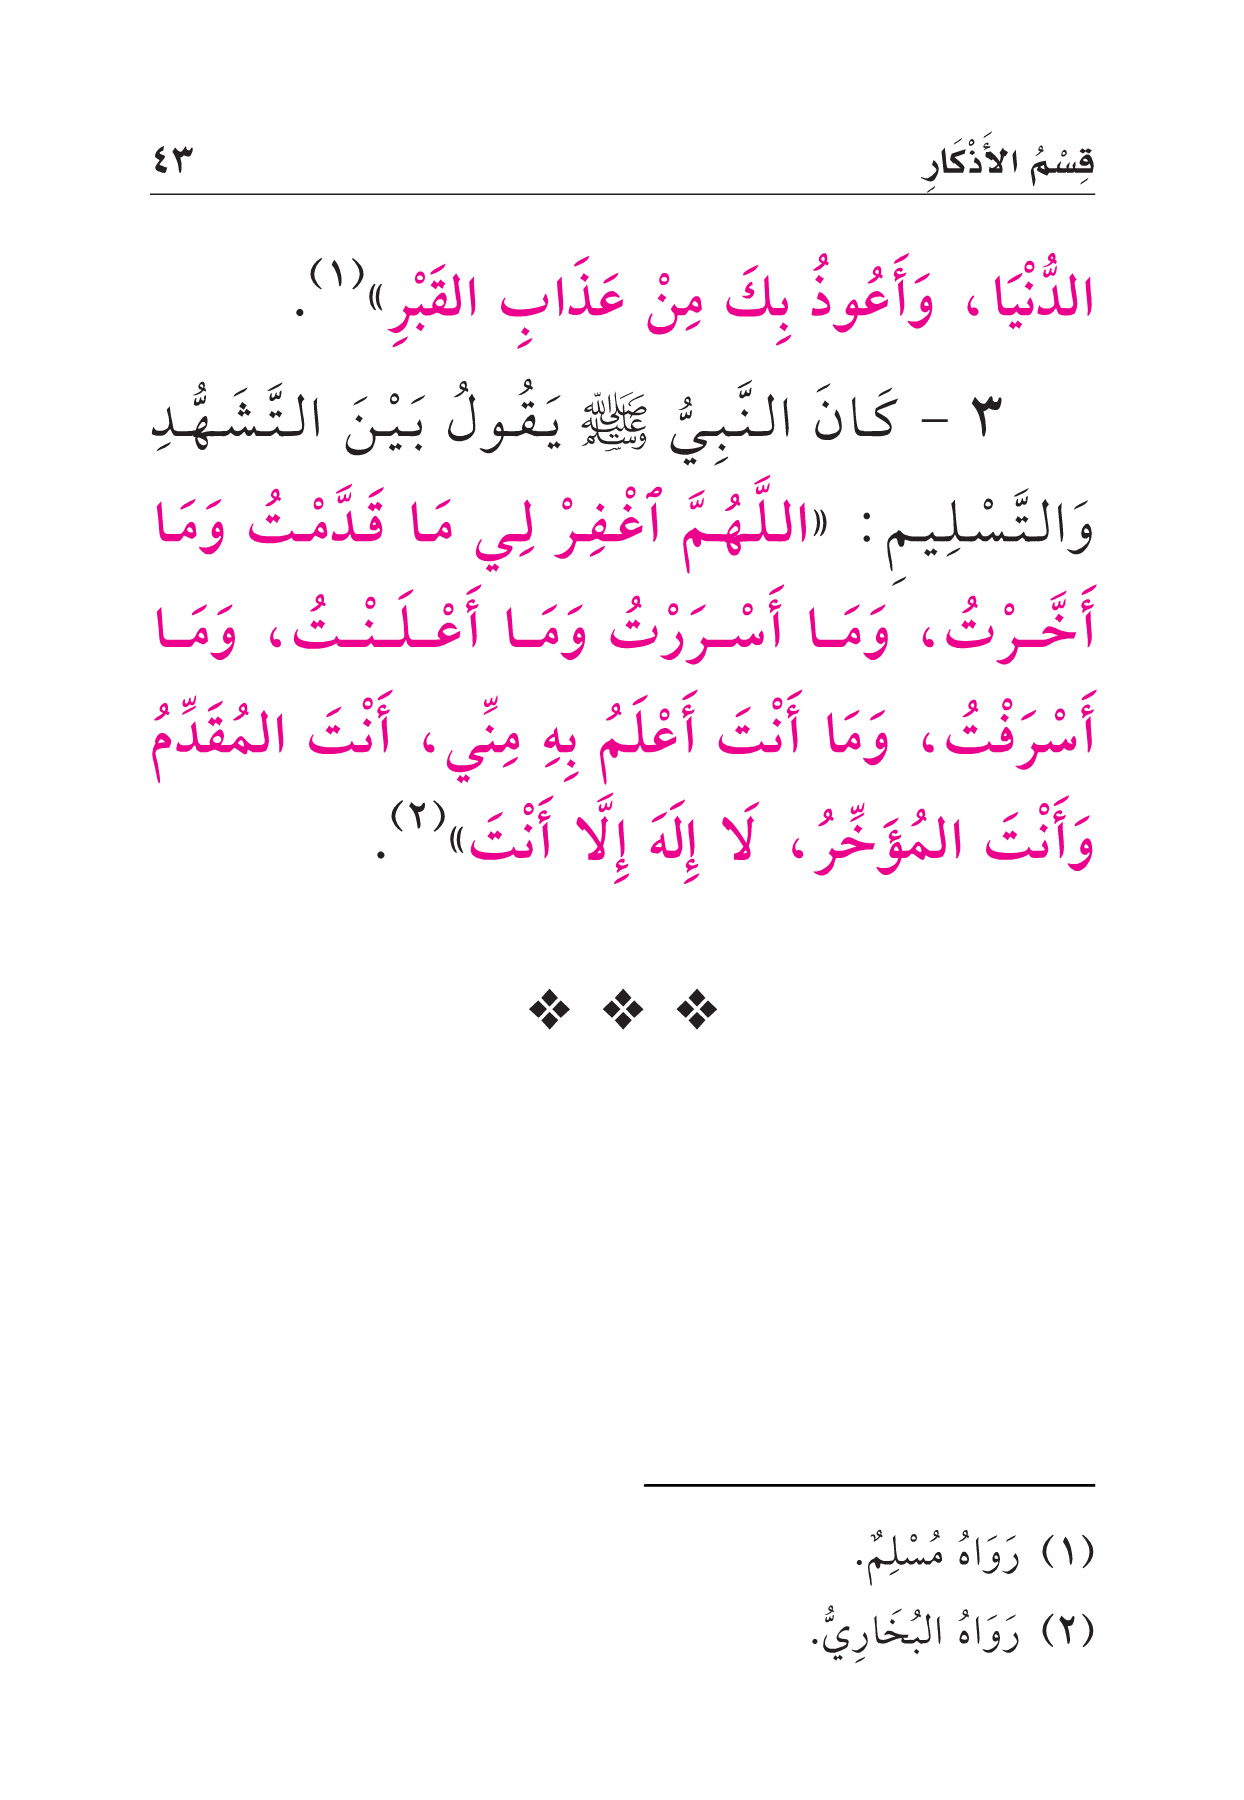 قِسْمُ الأَذْكَارِ ٤٣
الدُّنْيَا، وَأَعُوذُ بِكَ مِنْ عَذَابِ القَبْرِ»(١).
٣ - كَانَ النَّبِيُّ ﷺ يَقُولُ بَيْنَ التَّشَهُّدِ
وَالتَّسْلِيمِ: «اللَّهُمَّ ٱغْفِرْ لِي مَا قَدَّمْتُ وَمَا
أَخَّرْتُ، وَمَا أَسْرَرْتُ وَمَا أَعْلَنْتُ، وَمَا
أَسْرَفْتُ، وَمَا أَنْتَ أَعْلَمُ بِهِ مِنِّي، أَنْتَ المُقَدِّمُ
وَأَنْتَ المُؤَخِّرُ، لَا إِلَهَ إِلَّا أَنْتَ»(٢).
(١) رَوَاهُ مُسْلِمٌ.
(٢) رَوَاهُ البُخَارِيُّ.